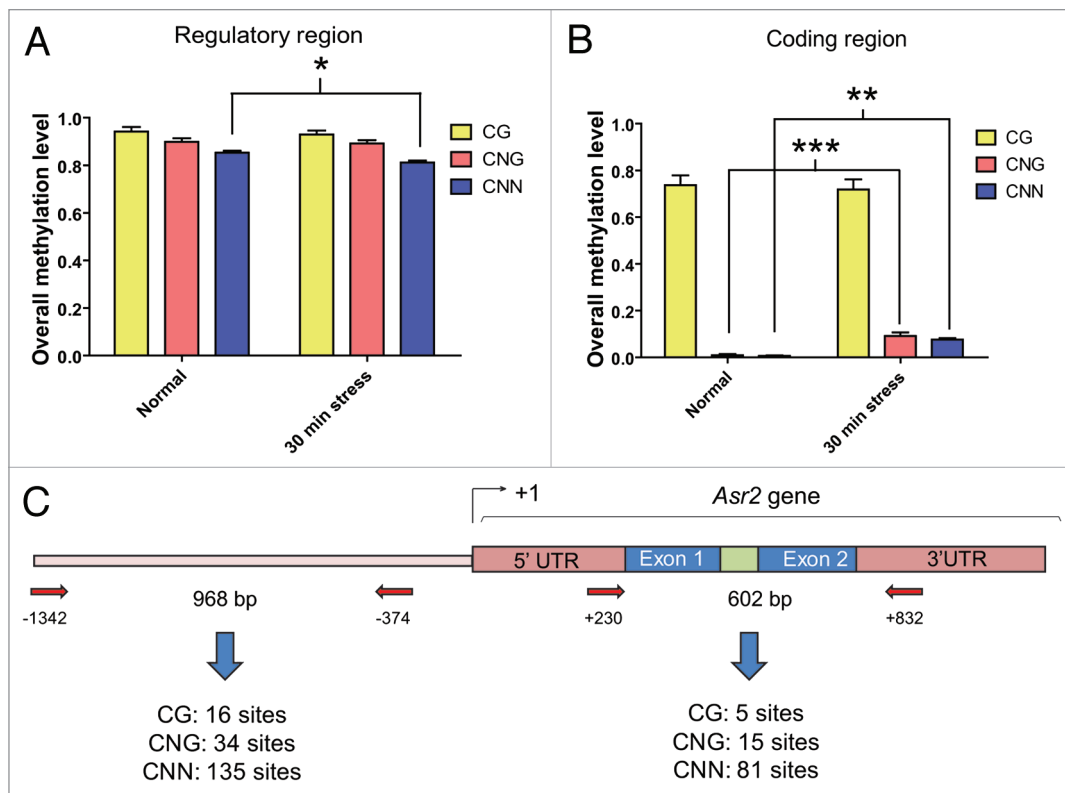 A
Regulatory region
*
Overall methylation level
1.0
0.8
0.6
0.4
0.2
0.0
Normal
30 min stress
CG
CNG
CNN
B
Coding region
**
***
Overall methylation level
1.0
0.8
0.6
0.4
0.2
0.0
Normal
30 min stress
CG
CNG
CNN
C
+1
Asr2 gene
5' UTR
Exon 1
Exon 2
3'UTR
-1342
968 bp
-374
+230
602 bp
+832
CG: 16 sites
CNG: 34 sites
CNN: 135 sites
CG: 5 sites
CNG: 15 sites
CNN: 81 sites